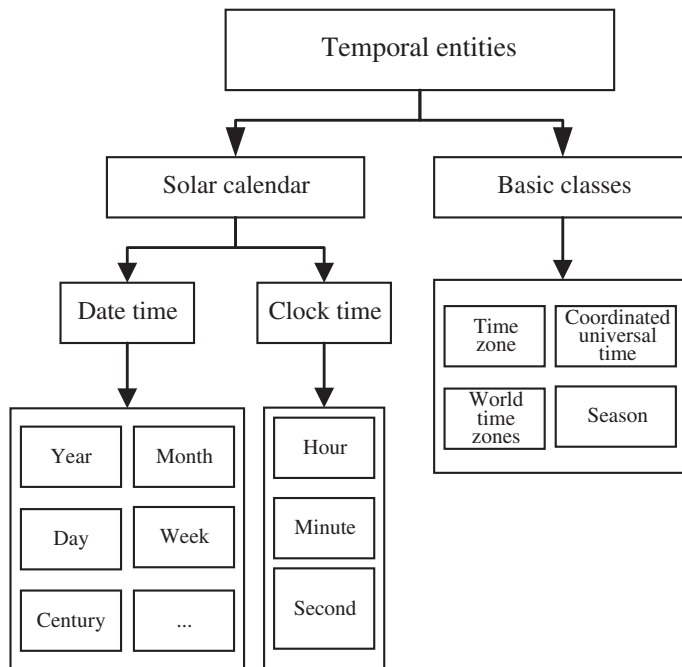 Temporal entities
Solar calendar
Basic classes
Date time
Clock time
Time
zone
Coordinated
universal
time
World
time
zones
Season
Year
Month
Day
Week
Century
...
Hour
Minute
Second